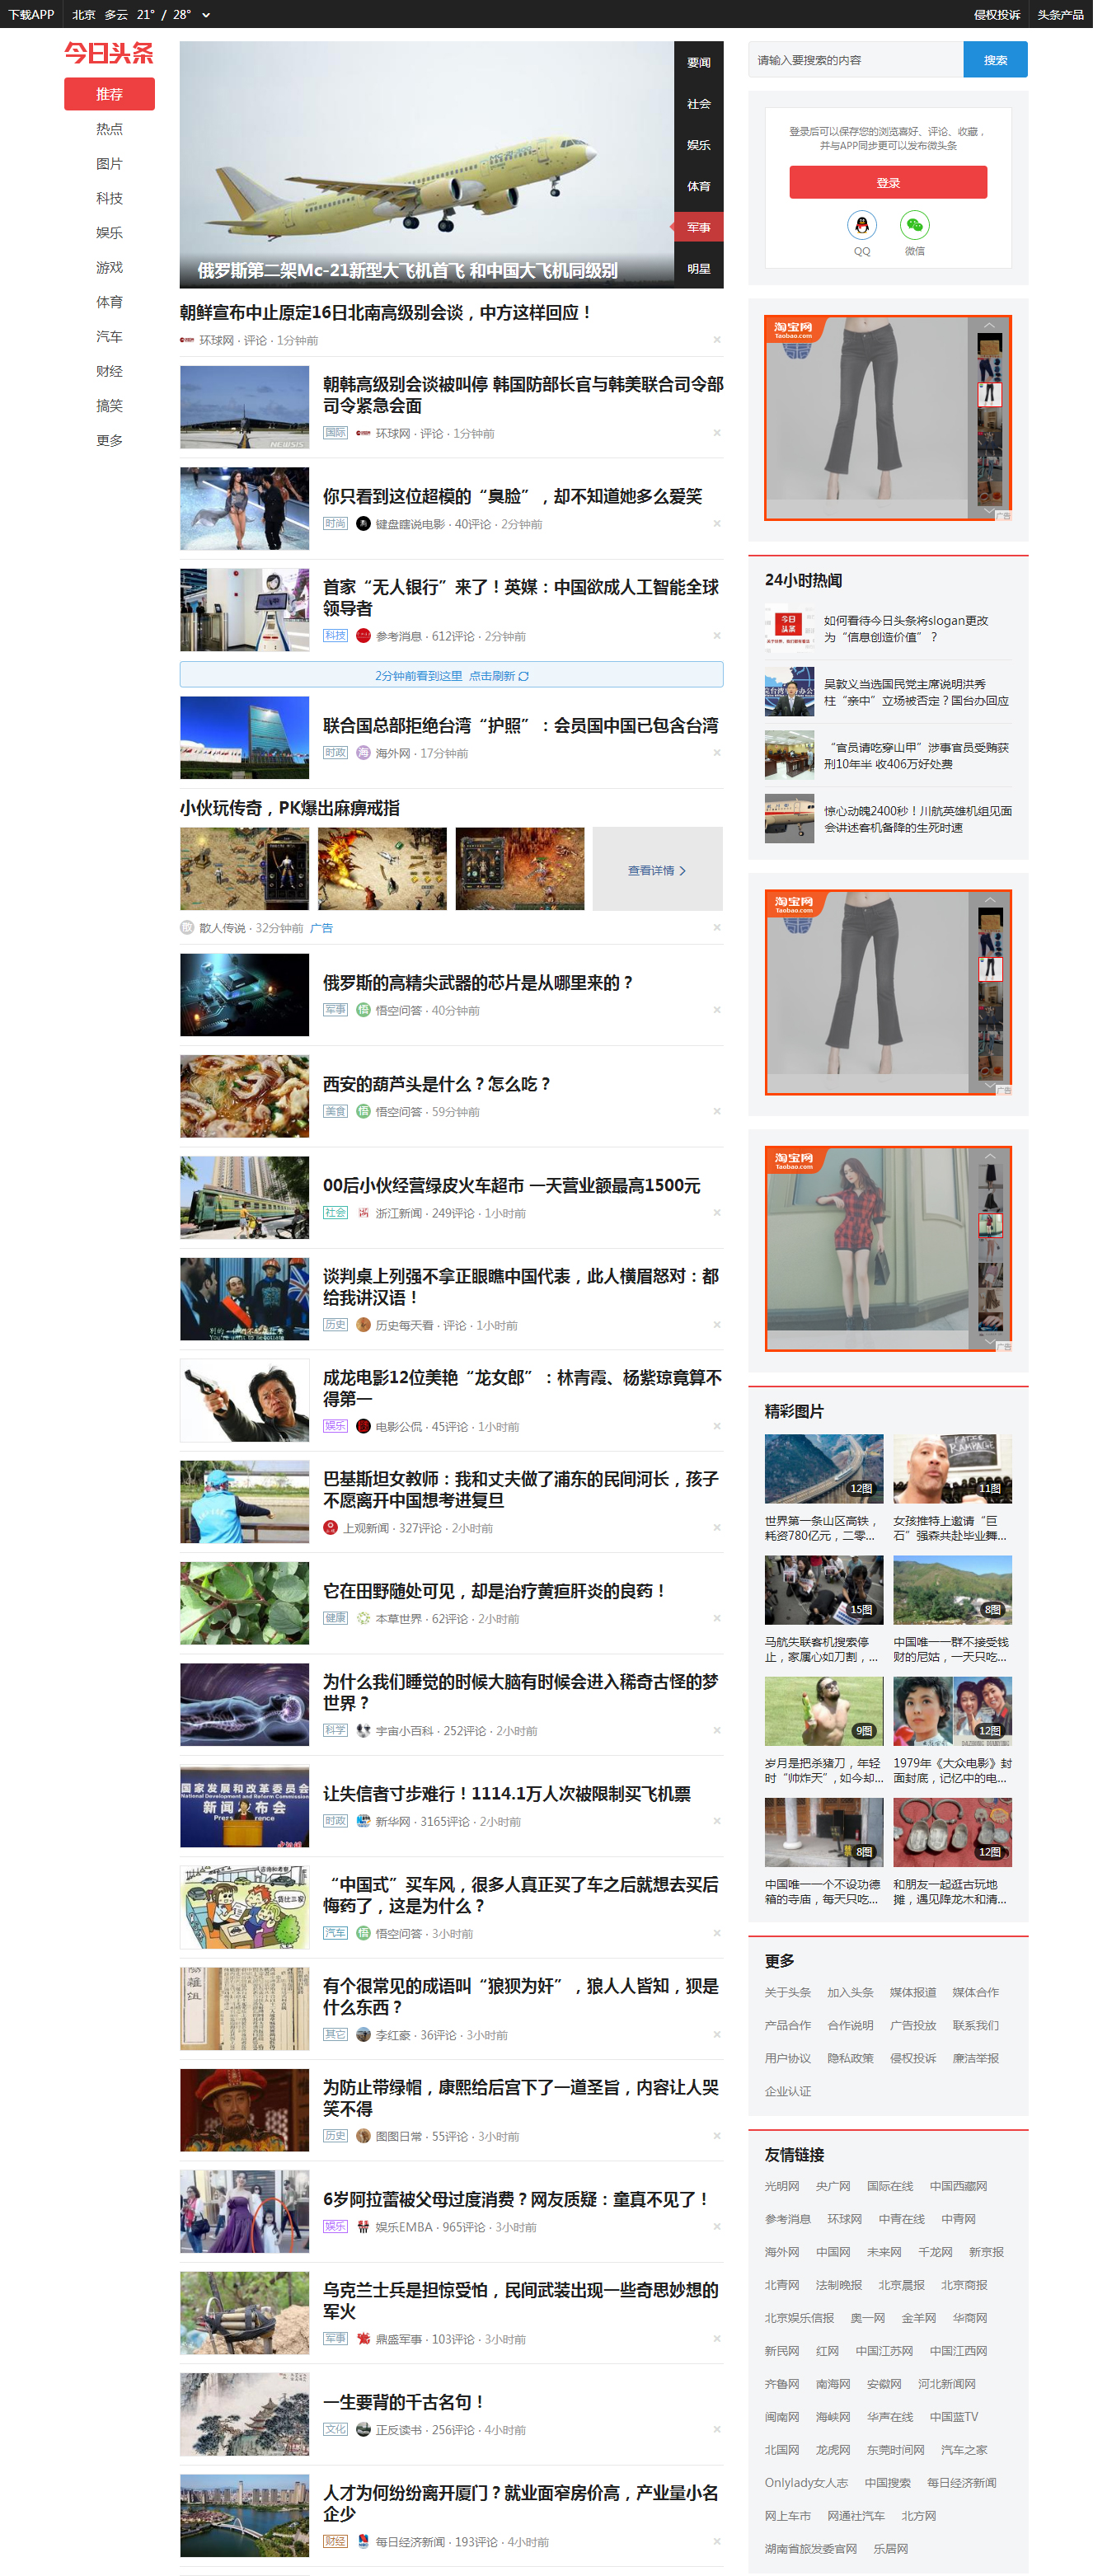 下载APP
北京 多云 21° / 28°
侵权投诉
头条产品
今日头条
推荐
热点
图片
科技
娱乐
游戏
体育
汽车
财经
搞笑
更多
要闻
社会
娱乐
体育
军事
明星
俄罗斯第二架Mc-21新型大飞机首飞 和中国大飞机同级别
朝鲜宣布中止原定16日北南高级别会谈，中方这样回应！
环球网 · 评论 · 1分钟前
朝韩高级别会谈被叫停 韩国防部长官与韩美联合司令部
司令紧急会面
国际 环球网 · 评论 · 1分钟前
NEWSIS
你只看到这位超模的“臭脸”，却不知道她多么爱笑
时尚 键盘瞎说电影 · 40评论 · 2分钟前
首家“无人银行”来了！英媒：中国欲成人工智能全球
领导者
科技 参考消息 · 612评论 · 2分钟前
2分钟前看到这里 点击刷新
联合国总部拒绝台湾“护照”：会员国中国已包含台湾
时政 海 海外网 · 17分钟前
小伙玩传奇，PK爆出麻痹戒指
查看详情
散 散人传说 · 32分钟前 广告
俄罗斯的高精尖武器的芯片是从哪里来的？
军事 悟 悟空问答 · 40分钟前
西安的葫芦头是什么？怎么吃？
美食 悟 悟空问答 · 59分钟前
00后小伙经营绿皮火车超市 一天营业额最高1500元
社会 浙江新闻 · 249评论 · 1小时前
谈判桌上列强不拿正眼瞧中国代表，此人横眉怒对：都
给我讲汉语！
历史 历史每天看 · 评论 · 1小时前
成龙电影12位美艳“龙女郎”：林青霞、杨紫琼竟算不
得第一
娱乐 电影公侃 · 45评论 · 1小时前
巴基斯坦女教师：我和丈夫做了浦东的民间河长，孩子
不愿离开中国想考进复旦
上观新闻 · 327评论 · 2小时前
它在田野随处可见，却是治疗黄疸肝炎的良药！
健康 本草世界 · 62评论 · 2小时前
为什么我们睡觉的时候大脑有时候会进入稀奇古怪的梦
世界？
科学 宇宙小百科 · 252评论 · 2小时前
国家发展和改革委员会
National Development and Reform Commission
新闻发布会
让失信者寸步难行！1114.1万人次被限制买飞机票
时政 新华网 · 3165评论 · 2小时前
“中国式”买车风，很多人真正买了车之后就想去买后
悔药了，这是为什么？
汽车 悟 悟空问答 · 3小时前
有个很常见的成语叫“狼狈为奸”，狼人人皆知，狈是
什么东西？
其它 李红豪 · 36评论 · 3小时前
为防止带绿帽，康熙给后宫下了一道圣旨，内容让人哭
笑不得
历史 图图日常 · 55评论 · 3小时前
6岁阿拉蕾被父母过度消费？网友质疑：童真不见了！
娱乐 娱乐EMBA · 965评论 · 3小时前
乌克兰士兵是担惊受怕，民间武装出现一些奇思妙想的
军火
军事 鼎盛军事 · 103评论 · 3小时前
一生要背的千古名句！
文化 正反读书 · 256评论 · 4小时前
人才为何纷纷离开厦门？就业面窄房价高，产业量小名
企少
财经 每日经济新闻 · 193评论 · 4小时前
请输入要搜索的内容
搜索
登录后可以保存您的浏览喜好、评论、收藏，
并与APP同步更可以发布微头条
登录
QQ
微信
淘宝网
Taobao.com
广告
24小时热闻
今日
头条
如何看待今日头条将slogan更改
为“信息创造价值”？
吴敦义当选国民党主席说明洪秀
柱“亲中”立场被否定？国台办回应
“官员请吃穿山甲”涉事官员受贿获
刑10年半 收406万好处费
惊心动魄2400秒！川航英雄机组见面
会讲述客机备降的生死时速
淘宝网
Taobao.com
广告
淘宝网
Taobao.com
广告
精彩图片
12图
11图
世界第一条山区高铁，
耗资780亿元，二零...
女孩推特上邀请“巨
石”强森共赴毕业舞...
15图
8图
马航失联客机搜索停
止，家属心如刀割，...
中国唯一一群不接受钱
财的尼姑，一天只吃...
9图
12图
岁月是把杀猪刀，年轻
时“帅炸天”, 如今却...
1979年《大众电影》封
面封底，记忆中的电...
8图
12图
中国唯一一个不设功德
箱的寺庙，每天只吃...
和朋友一起逛古玩地
摊，遇见降龙木和清...
更多
关于头条 加入头条 媒体报道 媒体合作
产品合作 合作说明 广告投放 联系我们
用户协议 隐私政策 侵权投诉 廉洁举报
企业认证
友情链接
光明网 央广网 国际在线 中国西藏网
参考消息 环球网 中青在线 中青网
海外网 中国网 未来网 千龙网 新京报
北青网 法制晚报 北京晨报 北京商报
北京娱乐信报 奥一网 金羊网 华商网
新民网 红网 中国江苏网 中国江西网
齐鲁网 南海网 安徽网 河北新闻网
闽南网 海峡网 华声在线 中国蓝TV
北国网 龙虎网 东莞时间网 汽车之家
Onlylady女人志 中国搜索 每日经济新闻
网上车市 网通社汽车 北方网
湖南省旅发委官网 乐居网